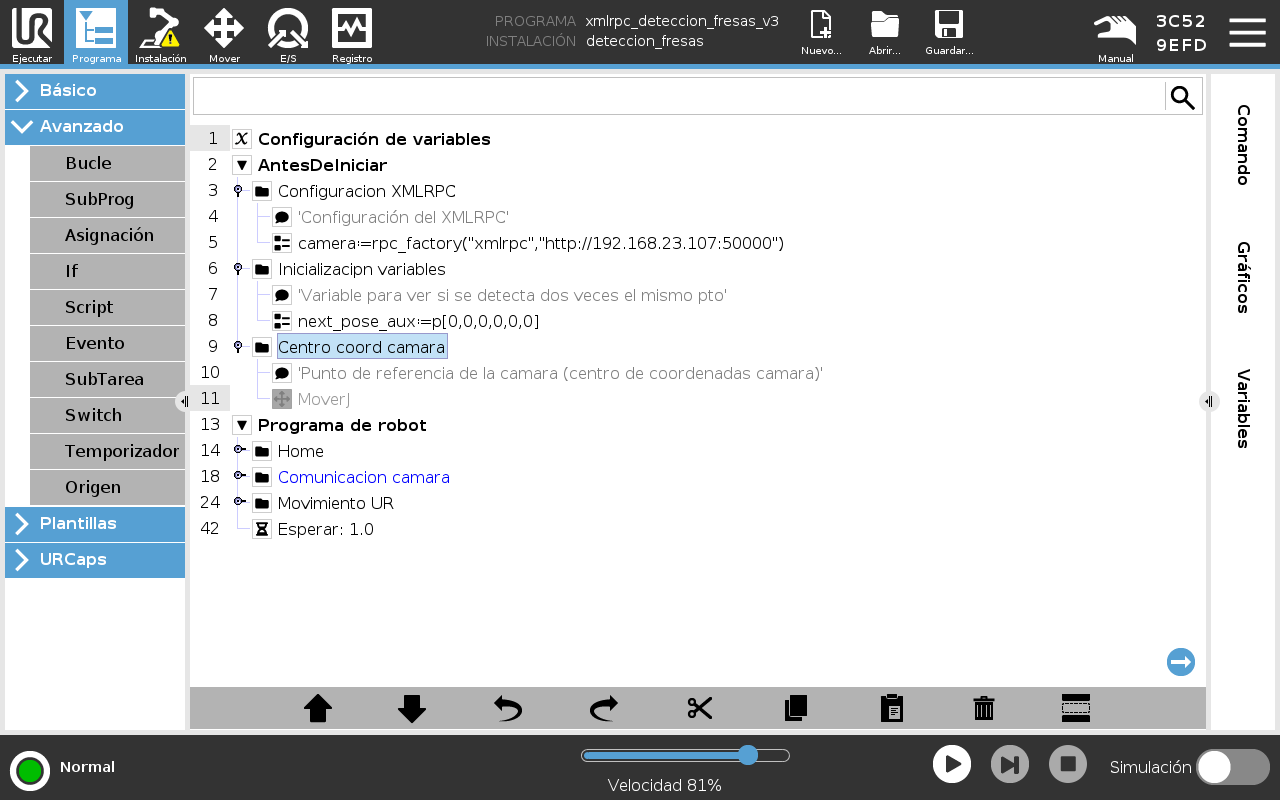 PROGRAMA xmlrpc_deteccion_fresas_v3
INSTALACIÓN deteccion_fresas
Ejecutar Programa Instalación Mover E/S Registro
Nuevo... Abrir... Guardar...
Manual
3C52
9EFD
Básico
Avanzado
Bucle
SubProg
Asignación
If
Script
Evento
SubTarea
Switch
Temporizador
Origen
Plantillas
URCaps
1 x Configuración de variables
2 AntesDeIniciar
3 Configuracion XMLRPC
4 'Configuración del XMLRPC'
5 camera:=rpc_factory("xmlrpc","http://192.168.23.107:50000")
6 Inicializacipn variables
7 'Variable para ver si se detecta dos veces el mismo pto'
8 next_pose_aux:=p[0,0,0,0,0,0]
9 Centro coord camara
10 'Punto de referencia de la camara (centro de coordenadas camara)'
11 MoverJ
13 Programa de robot
14 Home
18 Comunicacion camara
24 Movimiento UR
42 Esperar: 1.0
Comando
Gráficos
Variables
Normal
Velocidad 81%
Simulación